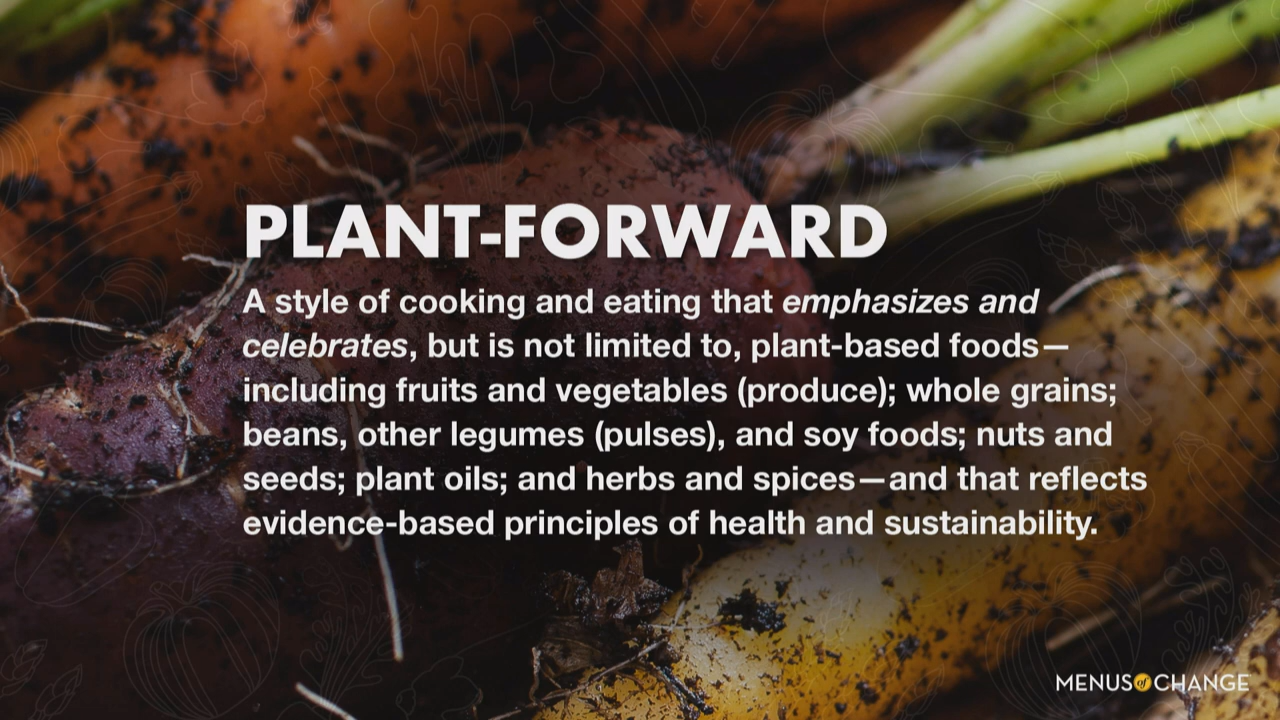 PLANT-FORWARD
A style of cooking and eating that emphasizes and
celebrates, but is not limited to, plant-based foods—
including fruits and vegetables (produce); whole grains;
beans, other legumes (pulses), and soy foods; nuts and
seeds; plant oils; and herbs and spices—and that reflects
evidence-based principles of health and sustainability.
MENUS of CHANGE